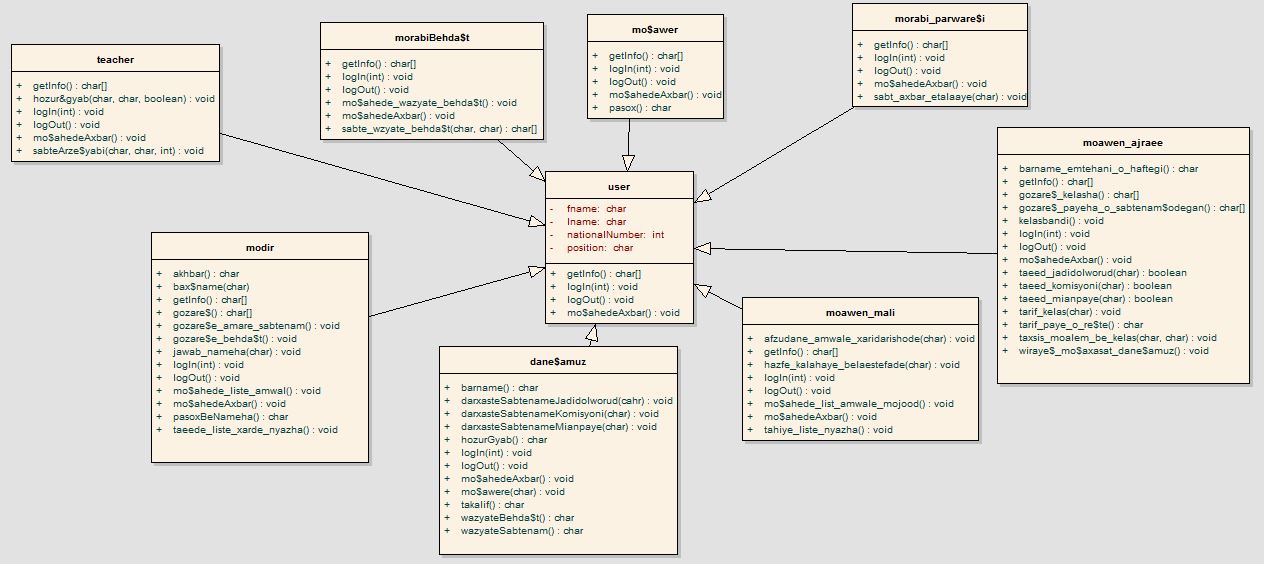 teacher
+ getInfo() : char[]
+ hozur&gyab(char, char, boolean) : void
+ logIn(int) : void
+ logOut() : void
+ mo$ahedeAxbar() : void
+ sabteArze$yabi(char, char, int) : void
morabiBehda$t
+ getInfo() : char[]
+ logIn(int) : void
+ logOut() : void
+ mo$ahede_wazyate_behda$t() : void
+ mo$ahedeAxbar() : void
+ sabte_wzyate_behda$t(char, char) : char[]
mo$awer
+ getInfo() : char[]
+ logIn(int) : void
+ logOut() : void
+ mo$ahedeAxbar() : void
+ pasox() : char
morabi_parware$i
+ getInfo() : char[]
+ logIn(int) : void
+ logOut() : void
+ mo$ahedeAxbar() : void
+ sabt_axbar_etalaaye(char) : void
moawen_ajraee
+ barname_emtehani_o_haftegi() : char
+ getInfo() : char[]
+ gozare$_kelasha() : char[]
+ gozare$_payeha_o_sabtenam$odegan() : char[]
+ kelasbandi() : void
+ logIn(int) : void
+ logOut() : void
+ mo$ahedeAxbar() : void
+ taeed_jadidolworud(char) : boolean
+ taeed_komisyoni(char) : boolean
+ taeed_mianpaye(char) : boolean
+ tarif_kelas(char) : void
+ tarif_paye_o_re$te() : char
+ taxsis_moalem_be_kelas(char, char) : void
+ wiraye$_mo$axasat_dane$amuz() : void
user
- fname: char
- lname: char
- nationalNumber: int
- position: char
+ getInfo() : char[]
+ logIn(int) : void
+ logOut() : void
+ mo$ahedeAxbar() : void
modir
+ akhbar() : char
+ bax$name(char)
+ getInfo() : char[]
+ gozare$() : char[]
+ gozare$e_amare_sabtenam() : void
+ gozare$e_behda$t() : void
+ jawab_nameha(char) : void
+ logIn(int) : void
+ logOut() : void
+ mo$ahede_liste_amwal() : void
+ mo$ahedeAxbar() : void
+ pasoxBeNameha() : char
+ taeede_liste_xarde_nyazha() : void
moawen_mali
+ afzudane_amwale_xaridarishode(char) : void
+ getInfo() : char[]
+ hazfe_kalahaye_belaestefade(char) : void
+ logIn(int) : void
+ logOut() : void
+ mo$ahede_list_amwale_mojood() : void
+ mo$ahedeAxbar() : void
+ tahiye_liste_nyazha() : void
dane$amuz
+ barname() : char
+ darxasteSabtenameJadidolworud(cahr) : void
+ darxasteSabtenameKomisyoni(char) : void
+ darxasteSabtenameMianpaye(char) : void
+ hozurGyab() : char
+ logIn(int) : void
+ logOut() : void
+ mo$ahedeAxbar() : void
+ mo$awere(char) : void
+ takalif() : char
+ wazyateBehda$t() : char
+ wazyateSabtenam() : char